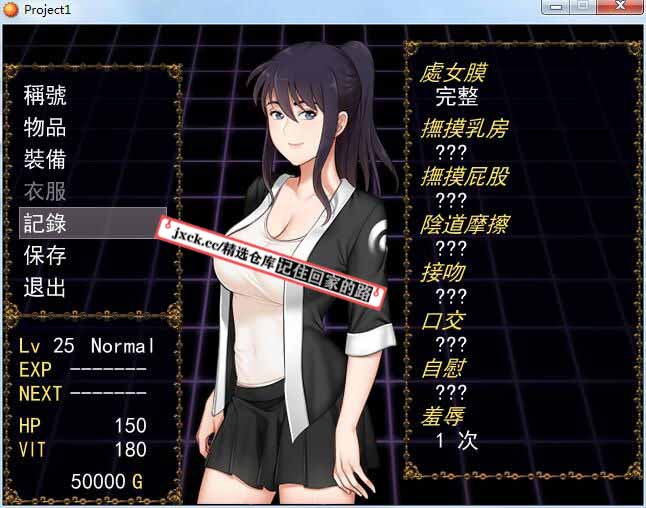 Project1
稱號
物品
裝備
衣服
記錄
保存
退出
Lv 25 Normal
EXP -------
NEXT -------
HP 150
VIT 180
50000 G
jxck.cc/精选仓库 记住回家的路
處女膜
完整
撫摸乳房
???
撫摸屁股
???
陰道摩擦
???
接吻
???
口交
???
自慰
???
羞辱
1 次